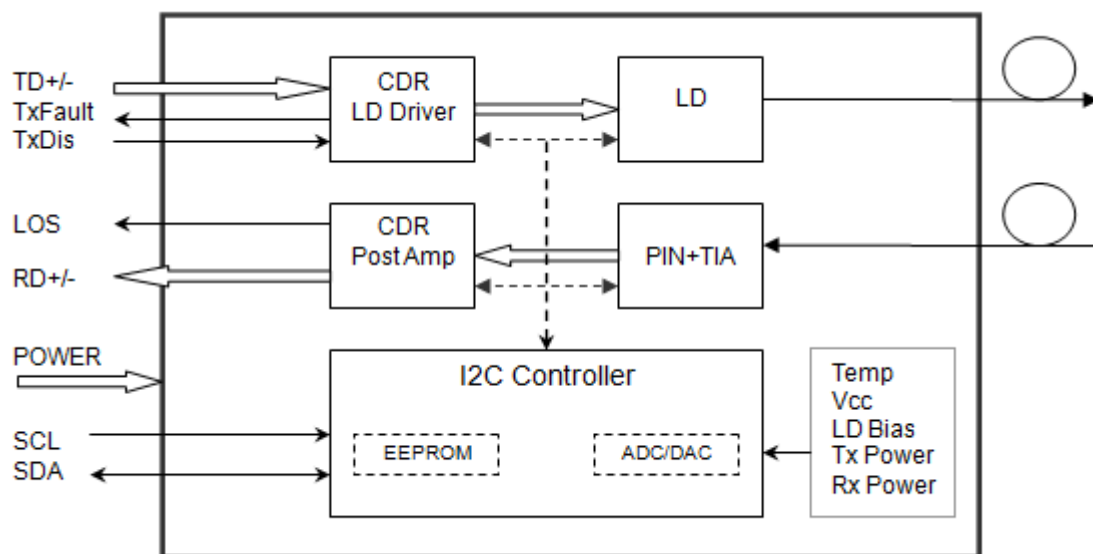 TD+/-
TxFault
TxDis
CDR
LD Driver
LD
LOS
RD+/-
CDR
Post Amp
PIN+TIA
POWER
SCL
SDA
I2C Controller
EEPROM
ADC/DAC
Temp
Vcc
LD Bias
Tx Power
Rx Power